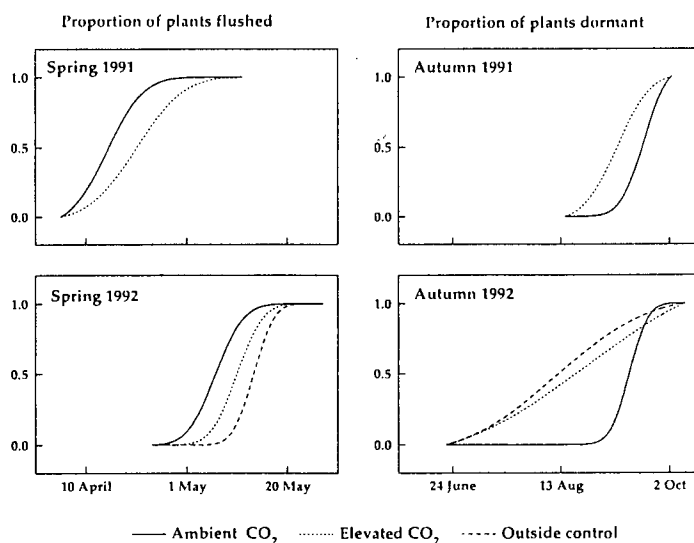 Proportion of plants flushed
Proportion of plants dormant
Spring 1991
1.0
0.5
0.0
Autumn 1991
1.0
0.5
0.0
Spring 1992
1.0
0.5
0.0
10 April
1 May
20 May
Autumn 1992
1.0
0.5
0.0
24 June
13 Aug
2 Oct
Ambient CO₂
Elevated CO₂
Outside control